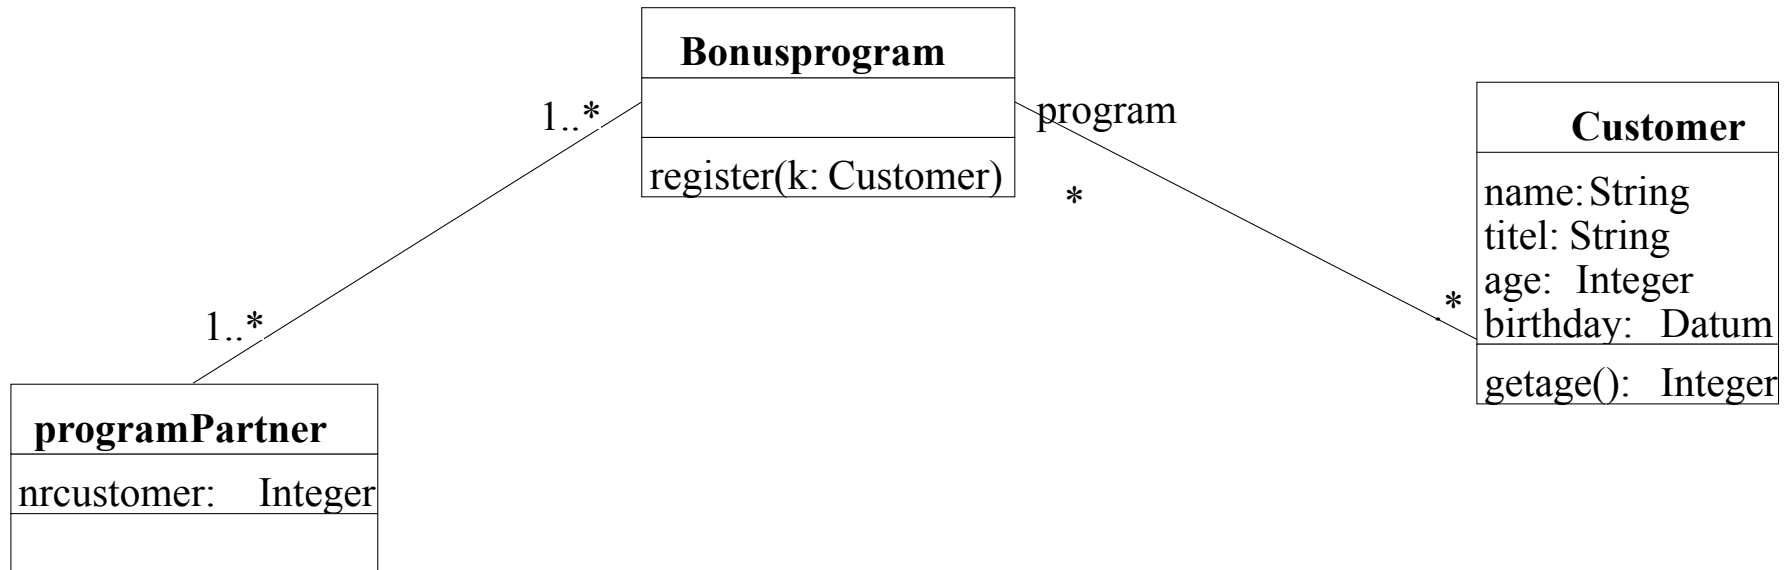 Bonusprogram
register(k: Customer)
1..*
program
*
Customer
name: String
titel: String
age: Integer
birthday: Datum
getage(): Integer
*
1..*
programPartner
nrcustomer: Integer